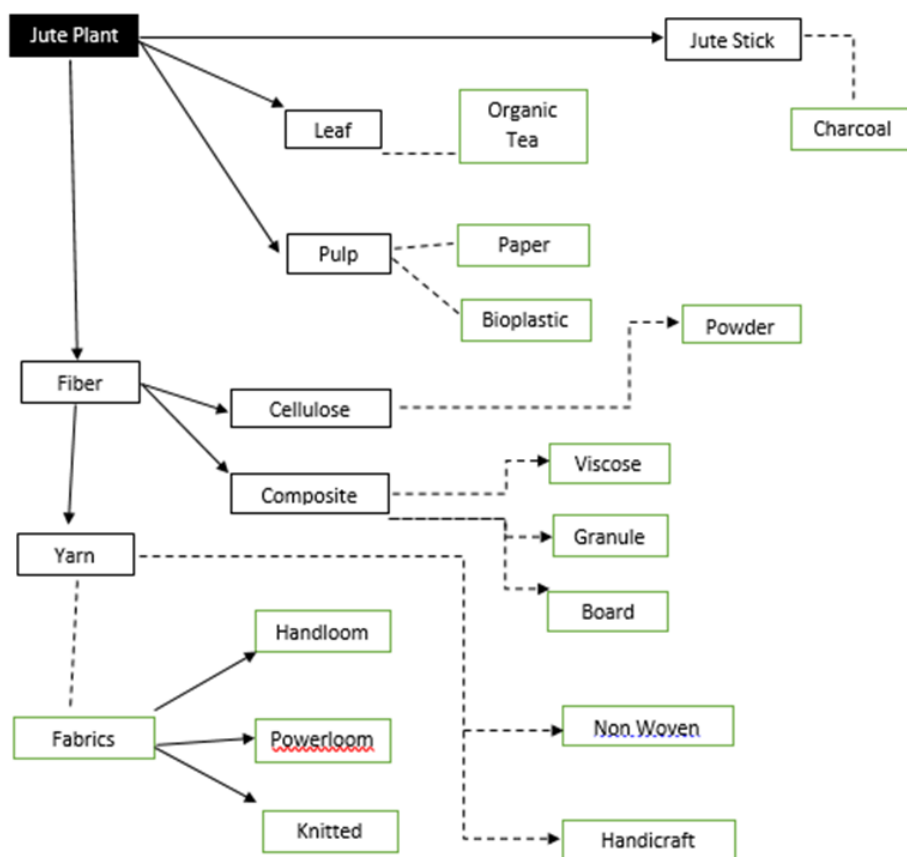 Jute Plant
Jute Stick
Leaf
Organic
Tea
Charcoal
Pulp
Paper
Bioplastic
Powder
Fiber
Cellulose
Composite
Viscose
Granule
Yarn
Board
Handloom
Fabrics
Powerloom
Non Woven
Knitted
Handicraft